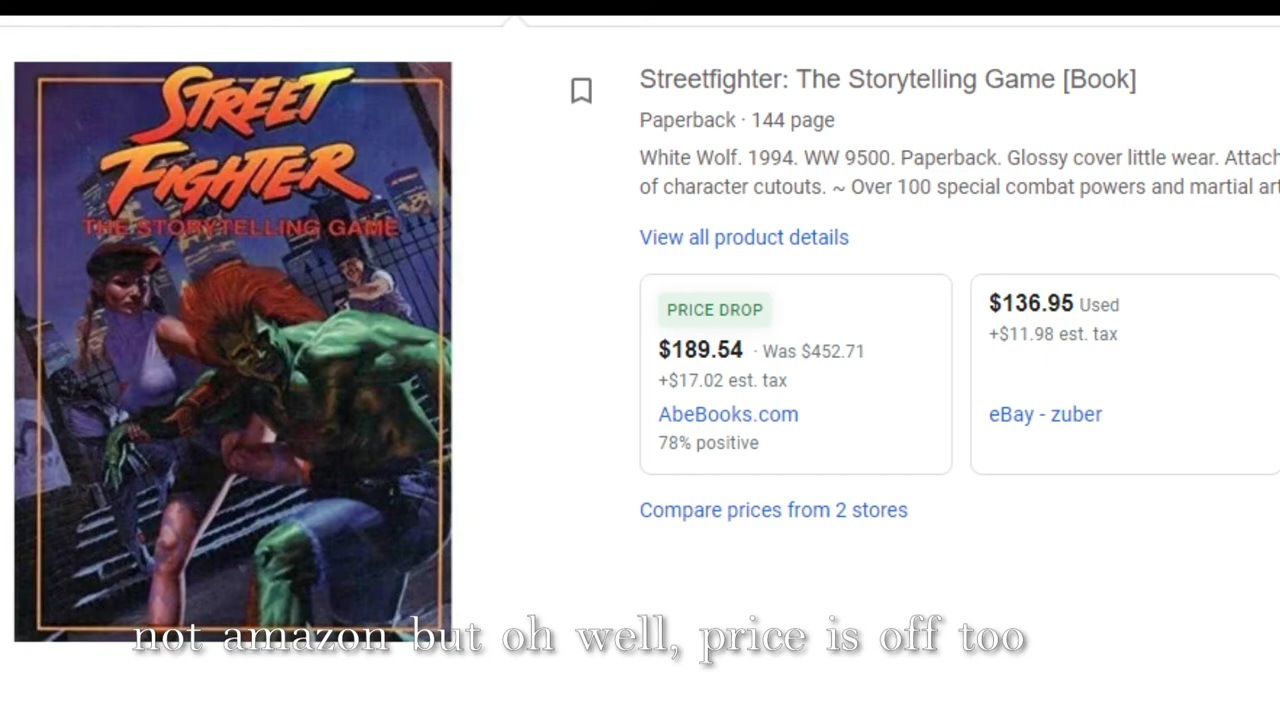 STREET
FIGHTER
THE STORYTELLING GAME
Streetfighter: The Storytelling Game [Book]
Paperback · 144 page
White Wolf. 1994. WW 9500. Paperback. Glossy cover little wear. Attach
of character cutouts. ~ Over 100 special combat powers and martial art
View all product details
PRICE DROP
$189.54 · Was $452.71
+$17.02 est. tax
AbeBooks.com
78% positive
$136.95 Used
+$11.98 est. tax
eBay - zuber
Compare prices from 2 stores
not amazon but oh well, price is off too